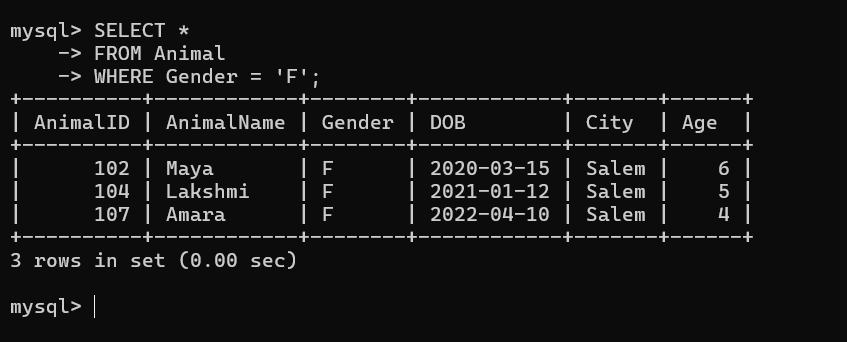 mysql> SELECT *
    -> FROM Animal
    -> WHERE Gender = 'F';
+----------+------------+--------+------------+-------+------+
| AnimalID | AnimalName | Gender | DOB        | City  | Age  |
+----------+------------+--------+------------+-------+------+
|      102 | Maya       | F      | 2020-03-15 | Salem |    6 |
|      104 | Lakshmi    | F      | 2021-01-12 | Salem |    5 |
|      107 | Amara      | F      | 2022-04-10 | Salem |    4 |
+----------+------------+--------+------------+-------+------+
3 rows in set (0.00 sec)

mysql>